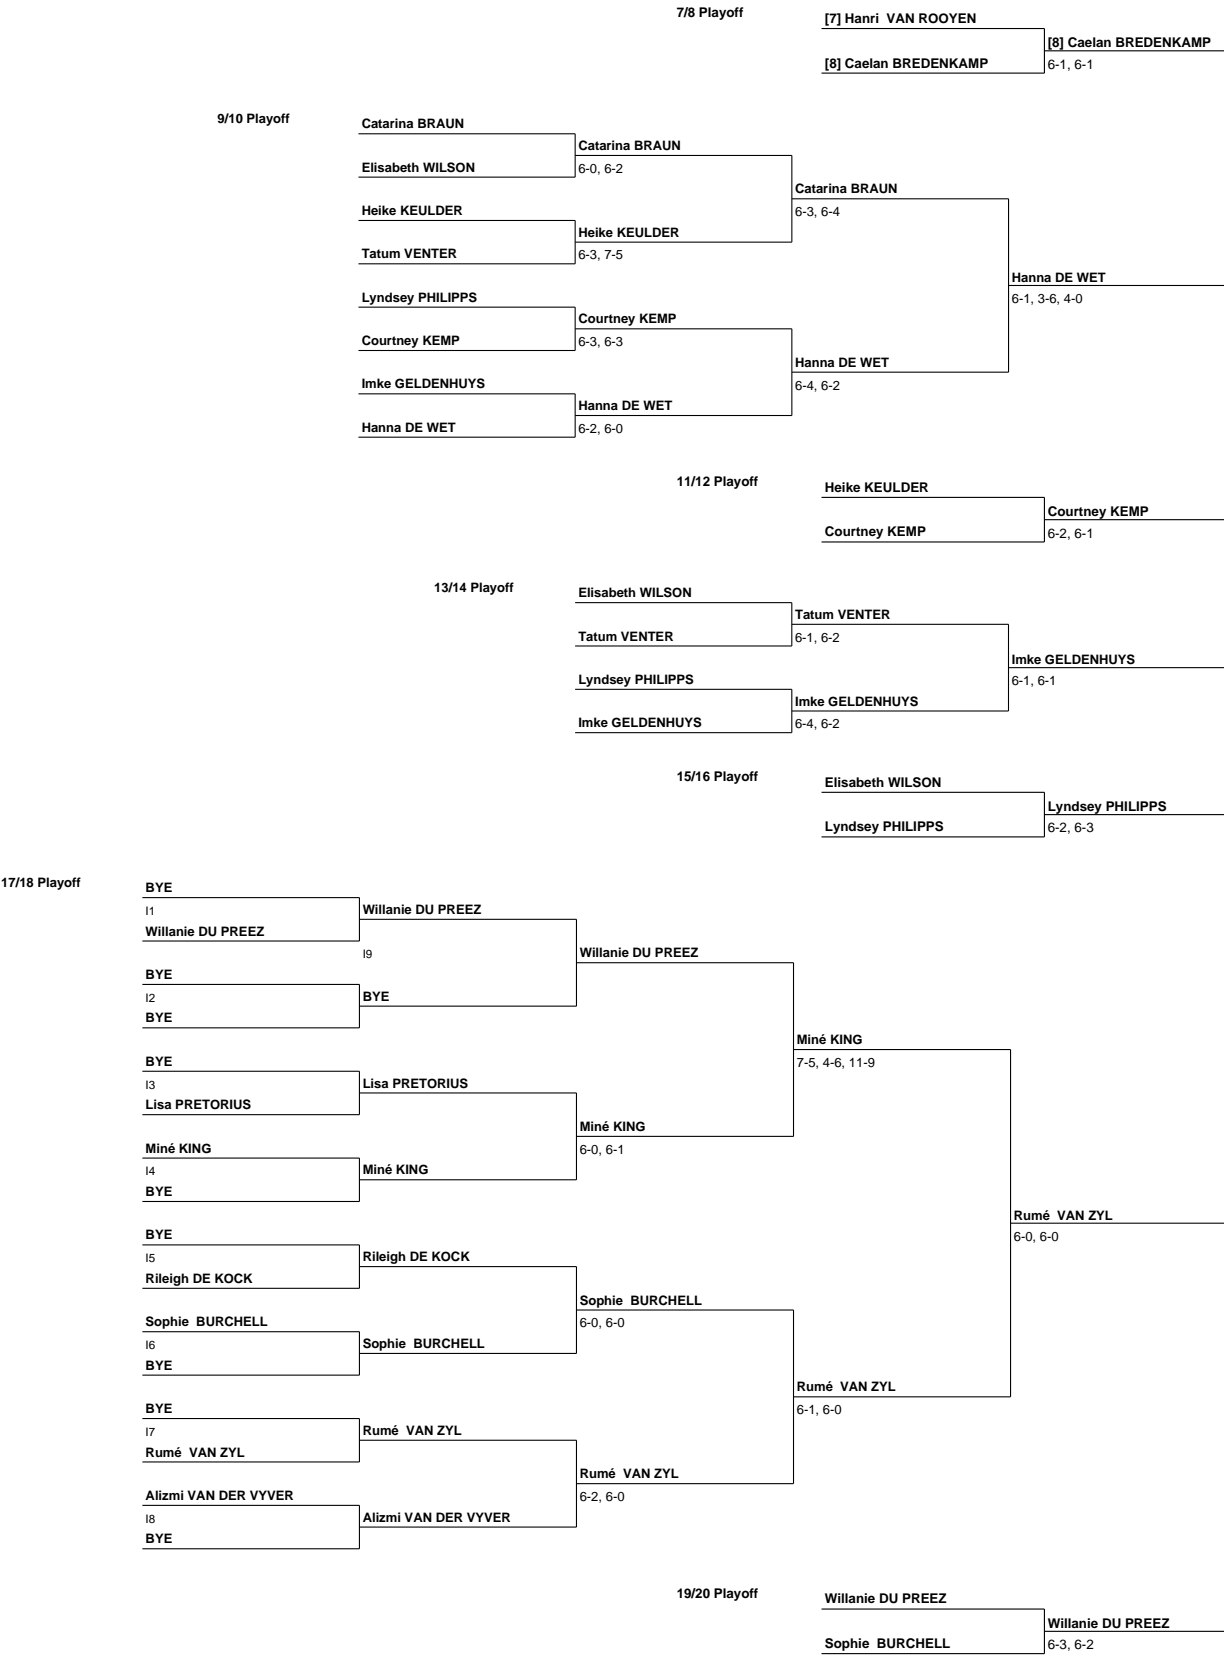 7/8 Playoff
[7] Hanri VAN ROOYEN
[8] Caelan BREDENKAMP
[8] Caelan BREDENKAMP
6-1, 6-1
9/10 Playoff
Catarina BRAUN
Catarina BRAUN
Elisabeth WILSON
6-0, 6-2
Catarina BRAUN
6-3, 6-4
Heike KEULDER
Heike KEULDER
Tatum VENTER
6-3, 7-5
Hanna DE WET
6-1, 3-6, 4-0
Lyndsey PHILIPPS
Courtney KEMP
Courtney KEMP
6-3, 6-3
Hanna DE WET
6-4, 6-2
Imke GELDENHUYS
Hanna DE WET
Hanna DE WET
6-2, 6-0
11/12 Playoff
Heike KEULDER
Courtney KEMP
Courtney KEMP
6-2, 6-1
13/14 Playoff
Elisabeth WILSON
Tatum VENTER
Tatum VENTER
6-1, 6-2
Imke GELDENHUYS
6-1, 6-1
Lyndsey PHILIPPS
Imke GELDENHUYS
Imke GELDENHUYS
6-4, 6-2
15/16 Playoff
Elisabeth WILSON
Lyndsey PHILIPPS
Lyndsey PHILIPPS
6-2, 6-3
17/18 Playoff
BYE
I1
Willanie DU PREEZ
Willanie DU PREEZ
I9
Willanie DU PREEZ
BYE
I2
BYE
BYE
Miné KING
7-5, 4-6, 11-9
BYE
I3
Lisa PRETORIUS
Lisa PRETORIUS
Miné KING
6-0, 6-1
Miné KING
I4
Miné KING
BYE
Rumé VAN ZYL
6-0, 6-0
BYE
I5
Rileigh DE KOCK
Rileigh DE KOCK
Sophie BURCHELL
6-0, 6-0
Sophie BURCHELL
I6
Sophie BURCHELL
BYE
Rumé VAN ZYL
6-1, 6-0
BYE
I7
Rumé VAN ZYL
Rumé VAN ZYL
Rumé VAN ZYL
6-2, 6-0
Alizmi VAN DER VYVER
I8
Alizmi VAN DER VYVER
BYE
19/20 Playoff
Willanie DU PREEZ
Willanie DU PREEZ
Sophie BURCHELL
6-3, 6-2